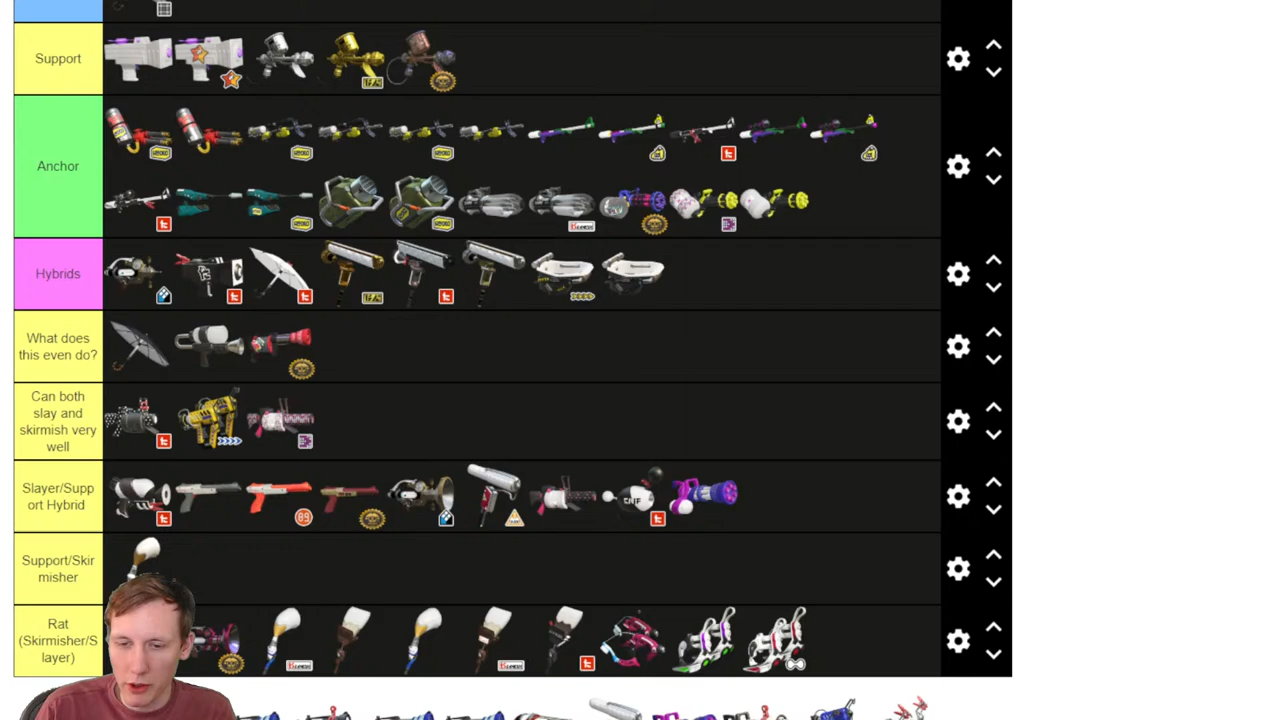 Support
Anchor
Hybrids
What does
this even do?
Can both
slay and
skirmish very
well
Slayer/Supp
ort Hybrid
Support/Skir
misher
Rat
(Skirmisher/S
layer)